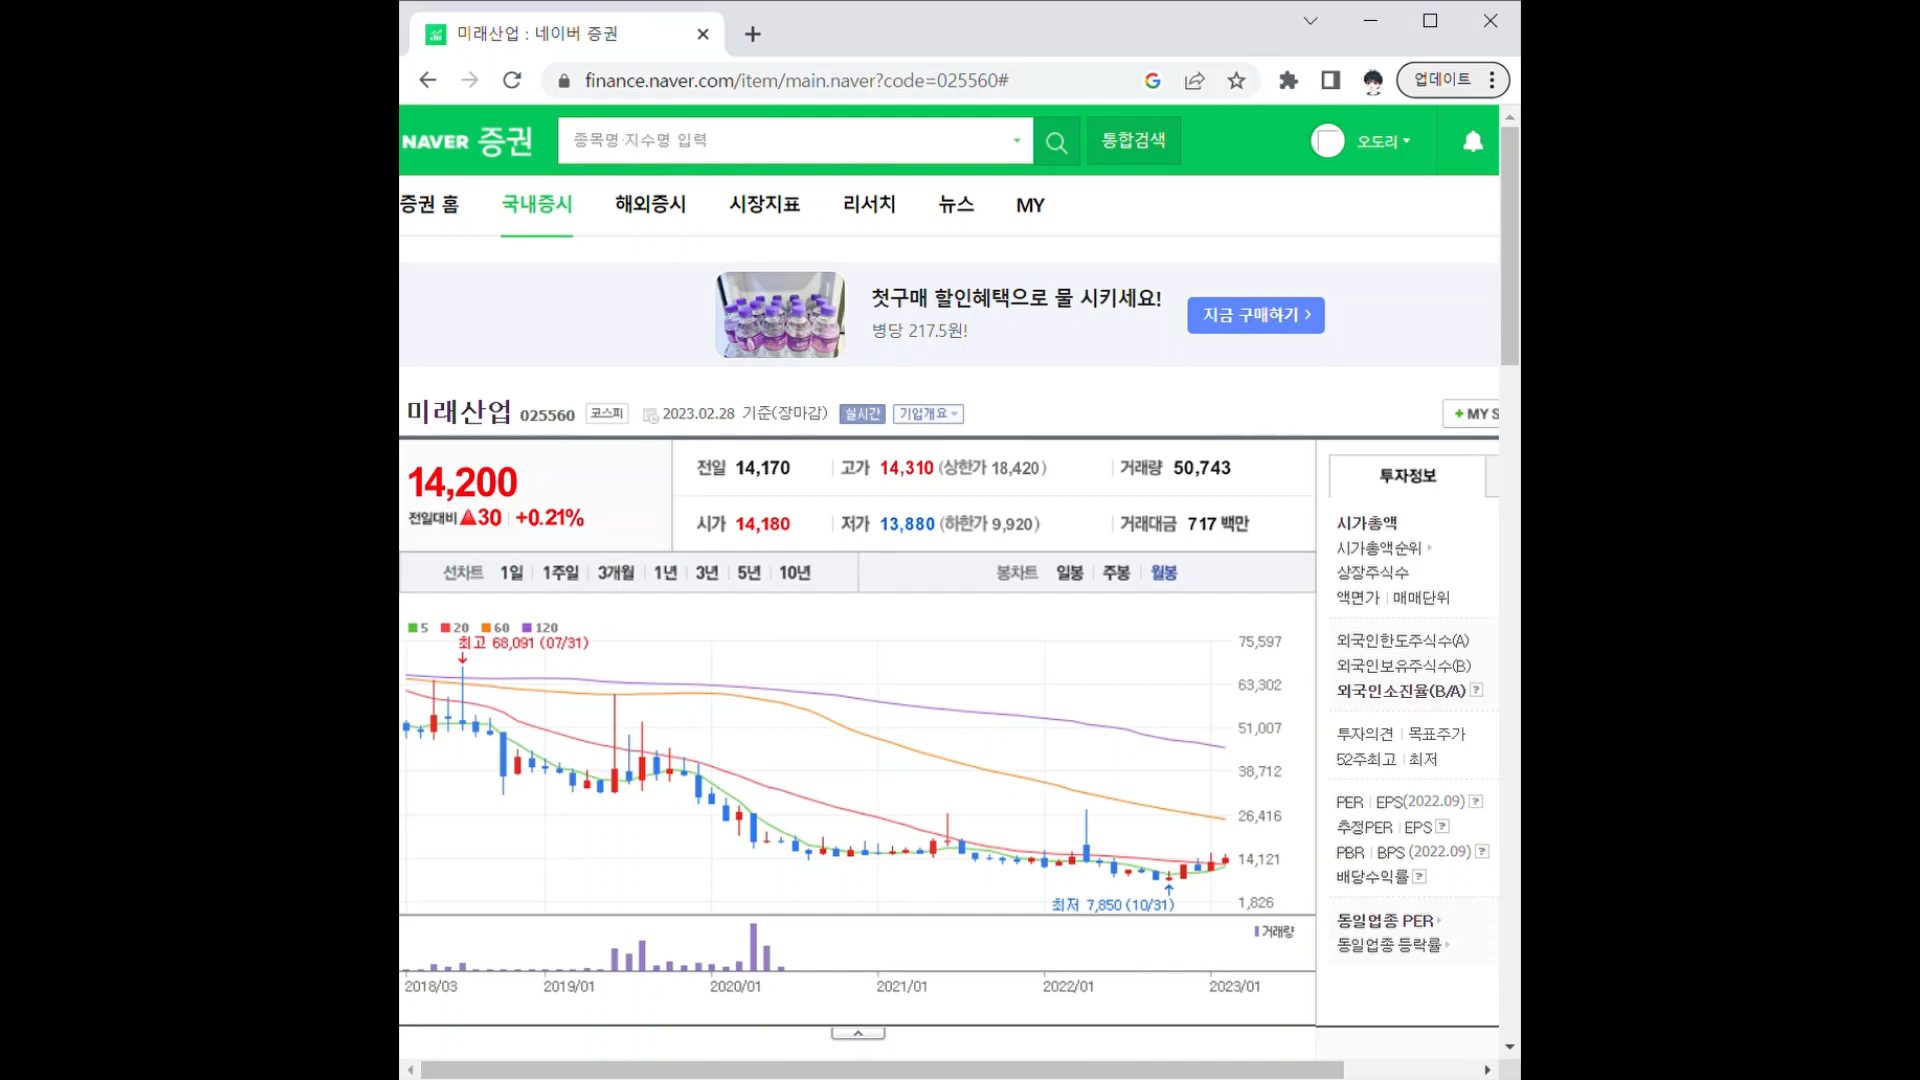 미래산업 : 네이버 증권
finance.naver.com/item/main.naver?code=025560#
업데이트
NAVER 증권
종목명·지수명 입력
통합검색
오도리
증권 홈 국내증시 해외증시 시장지표 리서치 뉴스 MY
첫구매 할인혜택으로 물 시키세요!
병당 217.5원!
지금 구매하기 >
미래산업 025560 코스피 2023.02.28 기준(장마감) 실시간 기업개요
+ MY S
14,200
전일대비 ▲30 +0.21%
전일 14,170 고가 14,310 (상한가 18,420) 거래량 50,743
시가 14,180 저가 13,880 (하한가 9,920) 거래대금 717 백만
선차트 1일 1주일 3개월 1년 3년 5년 10년
봉차트 일봉 주봉 월봉
5 20 60 120
최고 68,091 (07/31)
75,597
63,302
51,007
38,712
26,416
14,121
1,826
최저 7,850 (10/31)
거래량
2018/03 2019/01 2020/01 2021/01 2022/01 2023/01
투자정보
시가총액
시가총액순위
상장주식수
액면가 | 매매단위
외국인한도주식수(A)
외국인보유주식수(B)
외국인소진율(B/A) ?
투자의견 | 목표주가
52주최고 | 최저
PER | EPS(2022.09) ?
추정PER | EPS ?
PBR | BPS (2022.09) ?
배당수익률 ?
동일업종 PER
동일업종 등락률